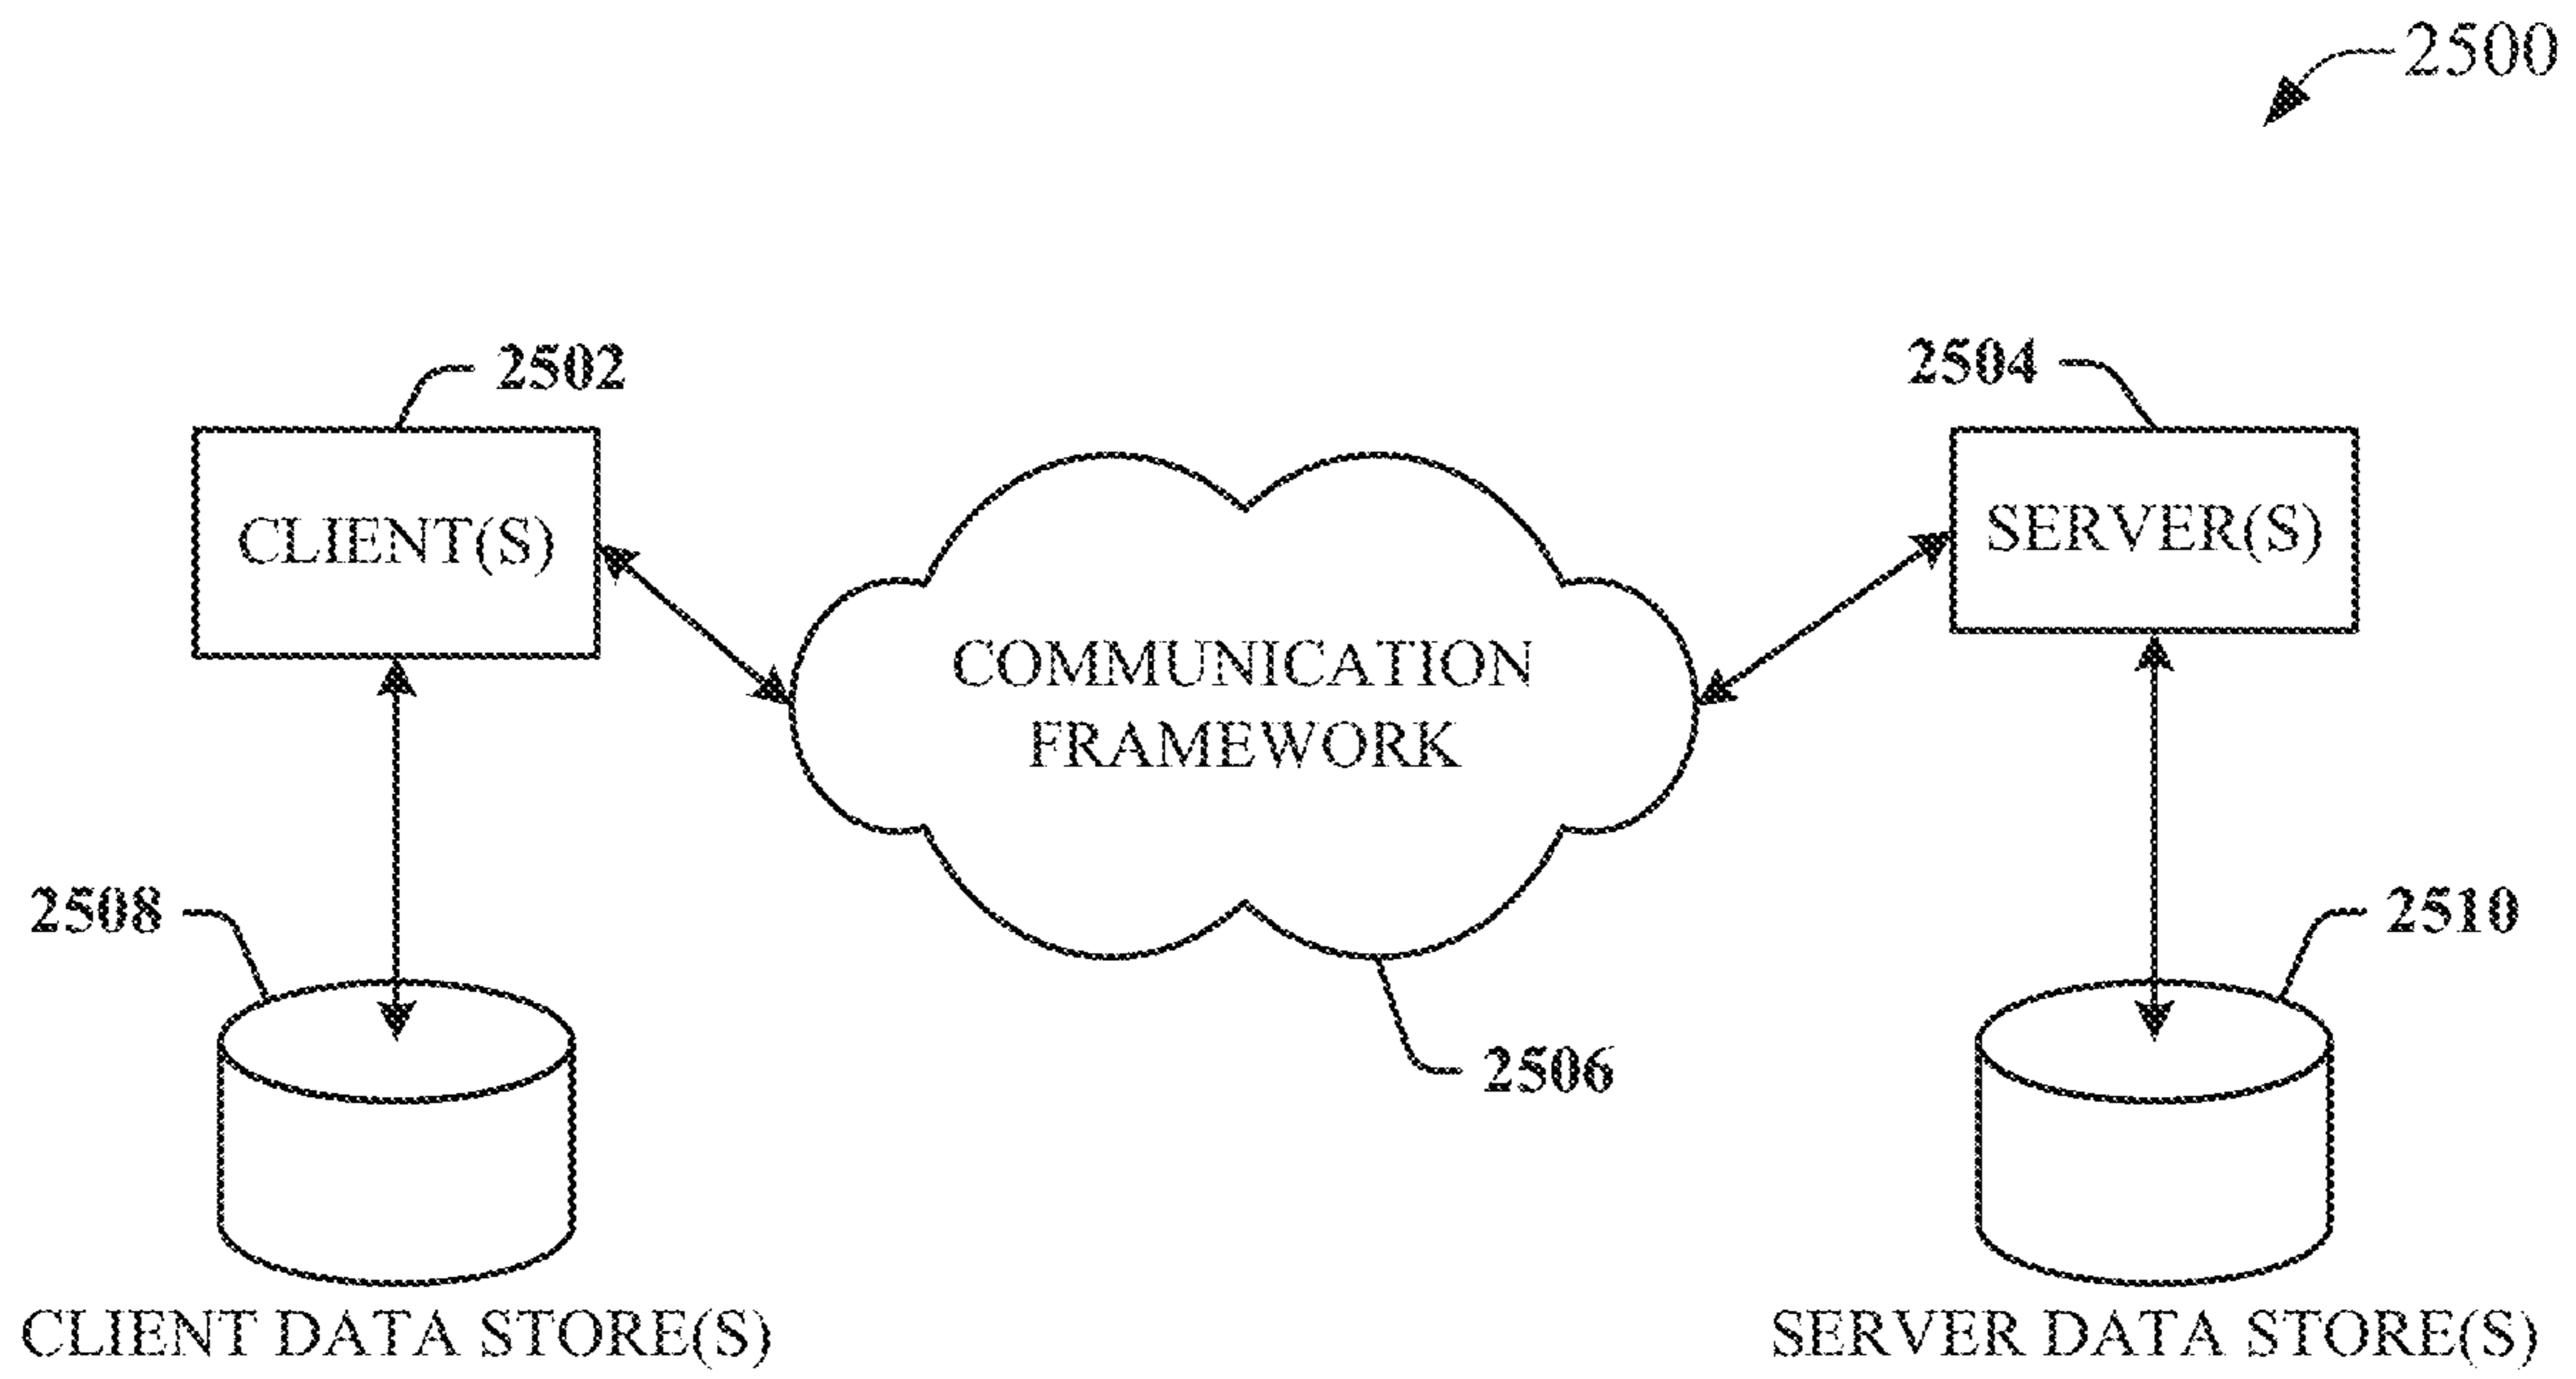 2500
2502
2504
CLIENT(S)
SERVER(S)
COMMUNICATION
FRAMEWORK
2508
2510
2506
CLIENT DATA STORE(S)
SERVER DATA STORE(S)